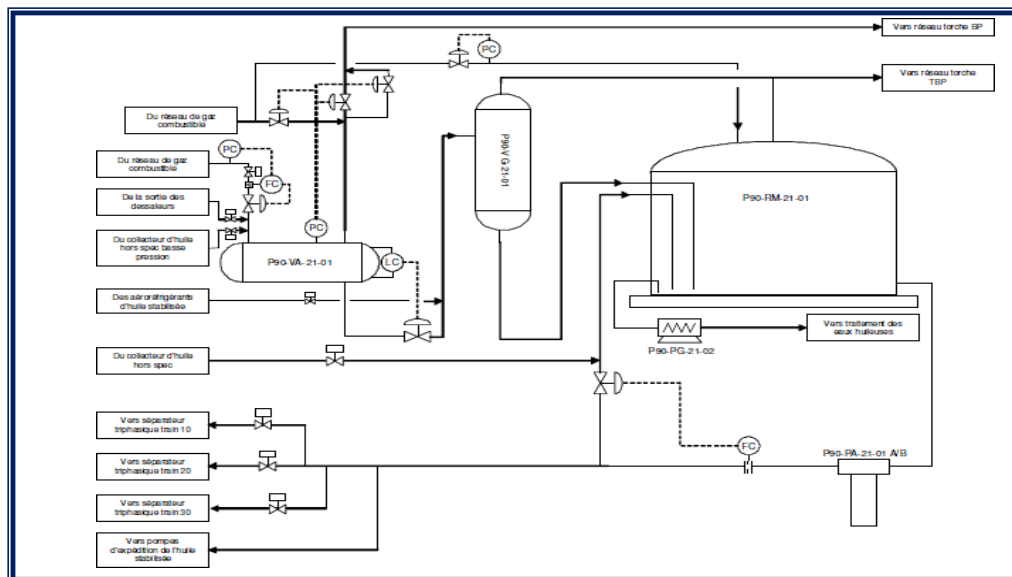 Vers réseau torche BP
PC
Vers réseau torche
TBP
Du réseau de gaz
combustible
PC
Du réseau de gaz
combustible
FC
De la sortie des
dessaleurs
PC
Du collecteur d'huile
hors spec basse
pression
P90-VA-21-01
LC
P90-VG-21-01
P90-RM-21-01
Des aéroréfrigérants
d'huile stabilisée
Vers traitement des
eaux huileuses
P90-PG-21-02
Du collecteur d'huile
hors spec
Vers séparateur
triphasique train 10
FC
P90-PA-21-01 A/B
Vers séparateur
triphasique train 20
Vers séparateur
triphasique train 30
Vers pompes
d'expédition de l'huile
stabilisée